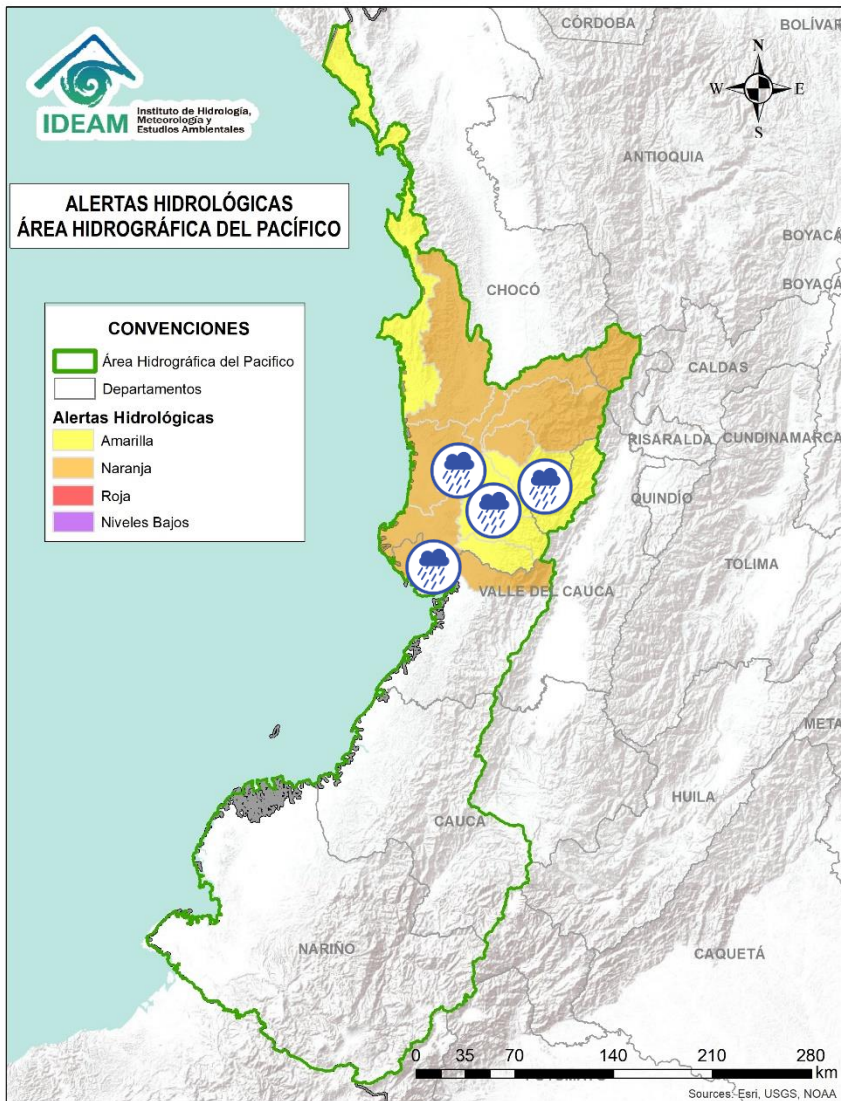 CÓRDOBA
BOLÍVAR
IDEAM
Instituto de Hidrología,
Meteorología y
Estudios Ambientales
N
W
E
S
ANTIOQUIA
ALERTAS HIDROLÓGICAS
ÁREA HIDROGRÁFICA DEL PACÍFICO
BOYACÁ
BOYACÁ
CHOCÓ
CONVENCIONES
Área Hidrográfica del Pacifico
Departamentos
Alertas Hidrológicas
Amarilla
Naranja
Roja
Niveles Bajos
CALDAS
RISARALDA
CUNDINAMARCA
QUINDÍO
TOLIMA
VALLE DEL CAUCA
META
HUILA
CAUCA
NARIÑO
CAQUETÁ
0 35 70 140 210 280
km
Sources: Esri, USGS, NOAA